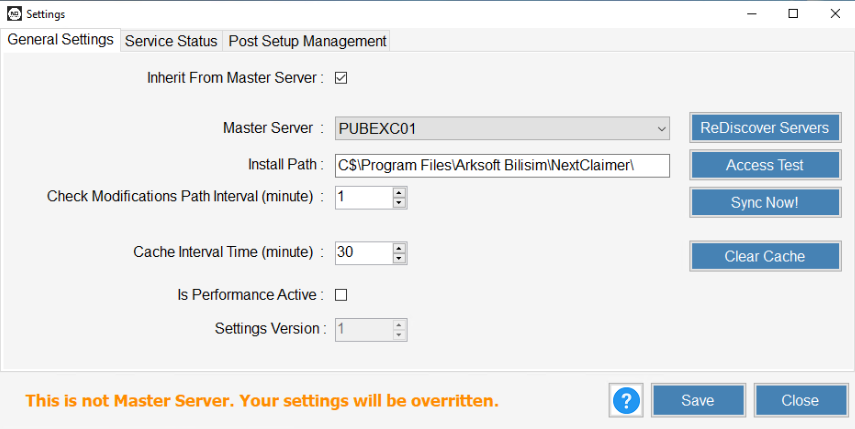 Settings
General Settings Service Status Post Setup Management
Inherit From Master Server :
Master Server : PUBEXC01 ReDiscover Servers
Install Path : C$\Program Files\Arksoft Bilisim\NextClaimer\ Access Test
Check Modifications Path Interval (minute) : 1 Sync Now!
Cache Interval Time (minute) : 30 Clear Cache
Is Performance Active :
Settings Version : 1
This is not Master Server. Your settings will be overritten. ? Save Close